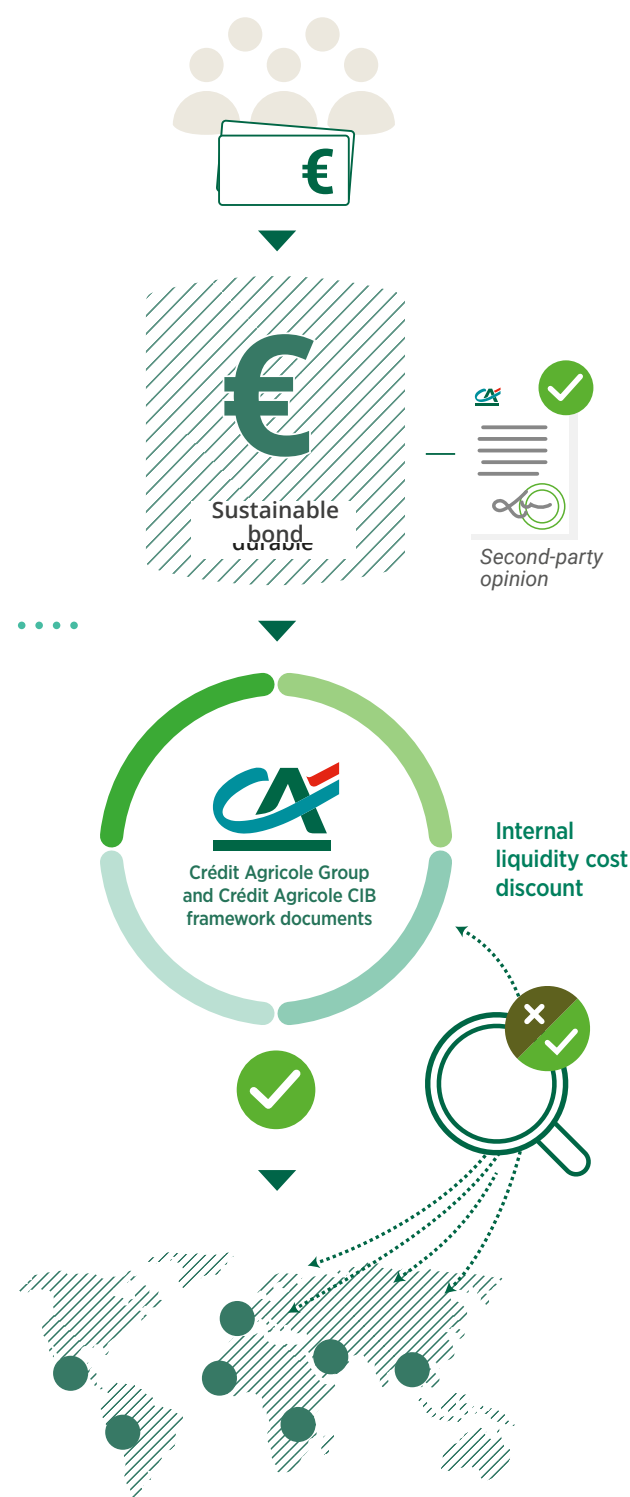 €
€
Sustainable
bond
durable
Second-party
opinion
CA
Crédit Agricole Group
and Crédit Agricole CIB
framework documents
Internal
liquidity cost
discount